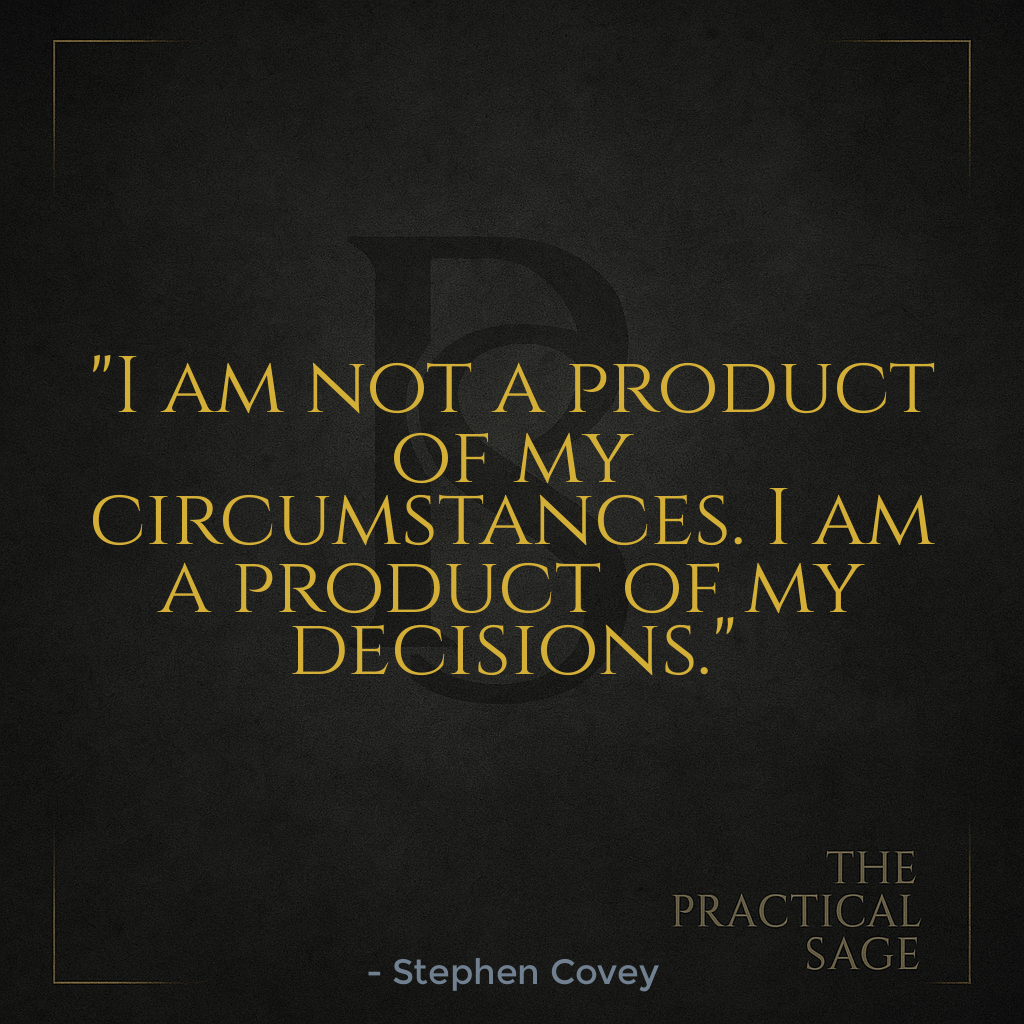 "I AM NOT A PRODUCT
OF MY
CIRCUMSTANCES. I AM
A PRODUCT OF MY
DECISIONS."
THE
PRACTICAL
SAGE
- Stephen Covey